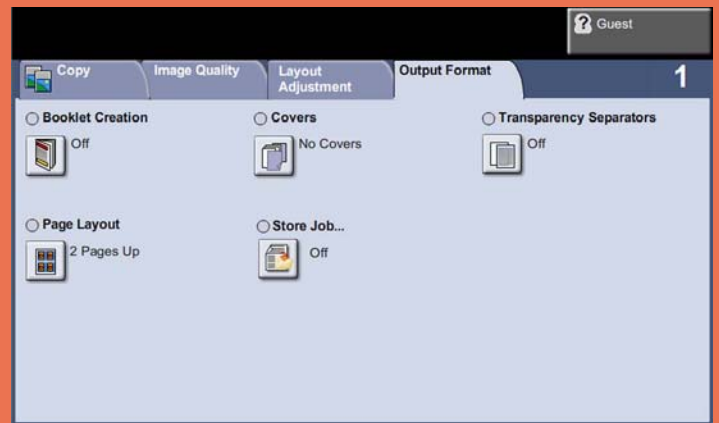 Guest
Copy
Image Quality
Layout
Adjustment
Output Format
1
Booklet Creation
Off
Covers
No Covers
Transparency Separators
Off
Page Layout
2 Pages Up
Store Job...
Off